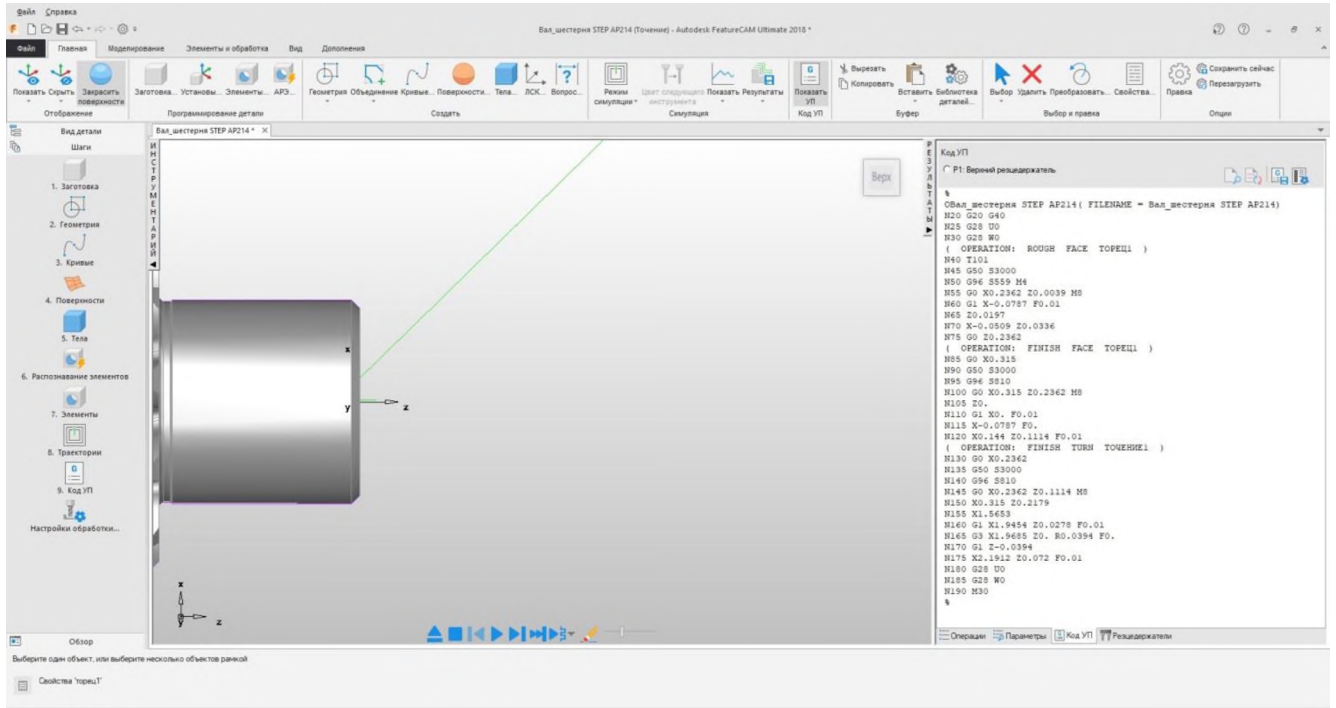 Файл Справка
Вал_шестерня STEP AP214 (Точение) - Autodesk FeatureCAM Ultimate 2018 *
Файл Главная Моделирование Элементы и обработка Вид Дополнения
Показать Скрыть Закрасить поверхности
Заготовка... Установы... Элементы... АРЭ...
Геометрия Объединение Кривые... Поверхности... Тела... ЛСК... Вопрос...
Режим симуляции Цвет следующего инструмента Показать Результаты
Показать УП
Вырезать
Копировать
Вставить Библиотека деталей...
Выбор Удалить Преобразовать... Свойства...
Правка
Сохранить сейчас
Перезагрузить
Отображение Программирование детали Создать Симуляция Код УП Буфер Выбор и правка Опции
Вид детали
Шаги
1. Заготовка
2. Геометрия
3. Кривые
4. Поверхности
5. Тела
6. Распознавание элементов
7. Элементы
8. Траектории
9. Код УП
Настройки обработки...
Обзор
Вал_шестерня STEP AP214 *
ИНСТРУМЕНТАРИЙ
Верх
x
y
z
x
y
z
РЕЗУЛЬТАТЫ
Код УП
P1: Верхний резцедержатель
%
OВал_шестерня STEP AP214( FILENAME = Вал_шестерня STEP AP214)
N20 G20 G40
N25 G28 U0
N30 G28 W0
( OPERATION: ROUGH FACE ТОРЕЦ1 )
N40 T101
N45 G50 S3000
N50 G96 S559 M4
N55 G0 X0.2362 Z0.0039 M8
N60 G1 X-0.0787 F0.01
N65 Z0.0197
N70 X-0.0509 Z0.0336
N75 G0 Z0.2362
( OPERATION: FINISH FACE ТОРЕЦ1 )
N85 G0 X0.315
N90 G50 S3000
N95 G96 S810
N100 G0 X0.315 Z0.2362 M8
N105 Z0.
N110 G1 X0. F0.01
N115 X-0.0787 F0.
N120 X0.144 Z0.1114 F0.01
( OPERATION: FINISH TURN ТОЧЕНИЕ1 )
N130 G0 X0.2362
N135 G50 S3000
N140 G96 S810
N145 G0 X0.2362 Z0.1114 M8
N150 X0.315 Z0.2179
N155 X1.5653
N160 G1 X1.9454 Z0.0278 F0.01
N165 G3 X1.9685 Z0. R0.0394 F0.
N170 G1 Z-0.0394
N175 X2.1912 Z0.072 F0.01
N180 G28 U0
N185 G28 W0
N190 M30
%
Операции Параметры Код УП Резцедержатели
Выберите один объект, или выберите несколько объектов рамкой
Свойства 'торец1'